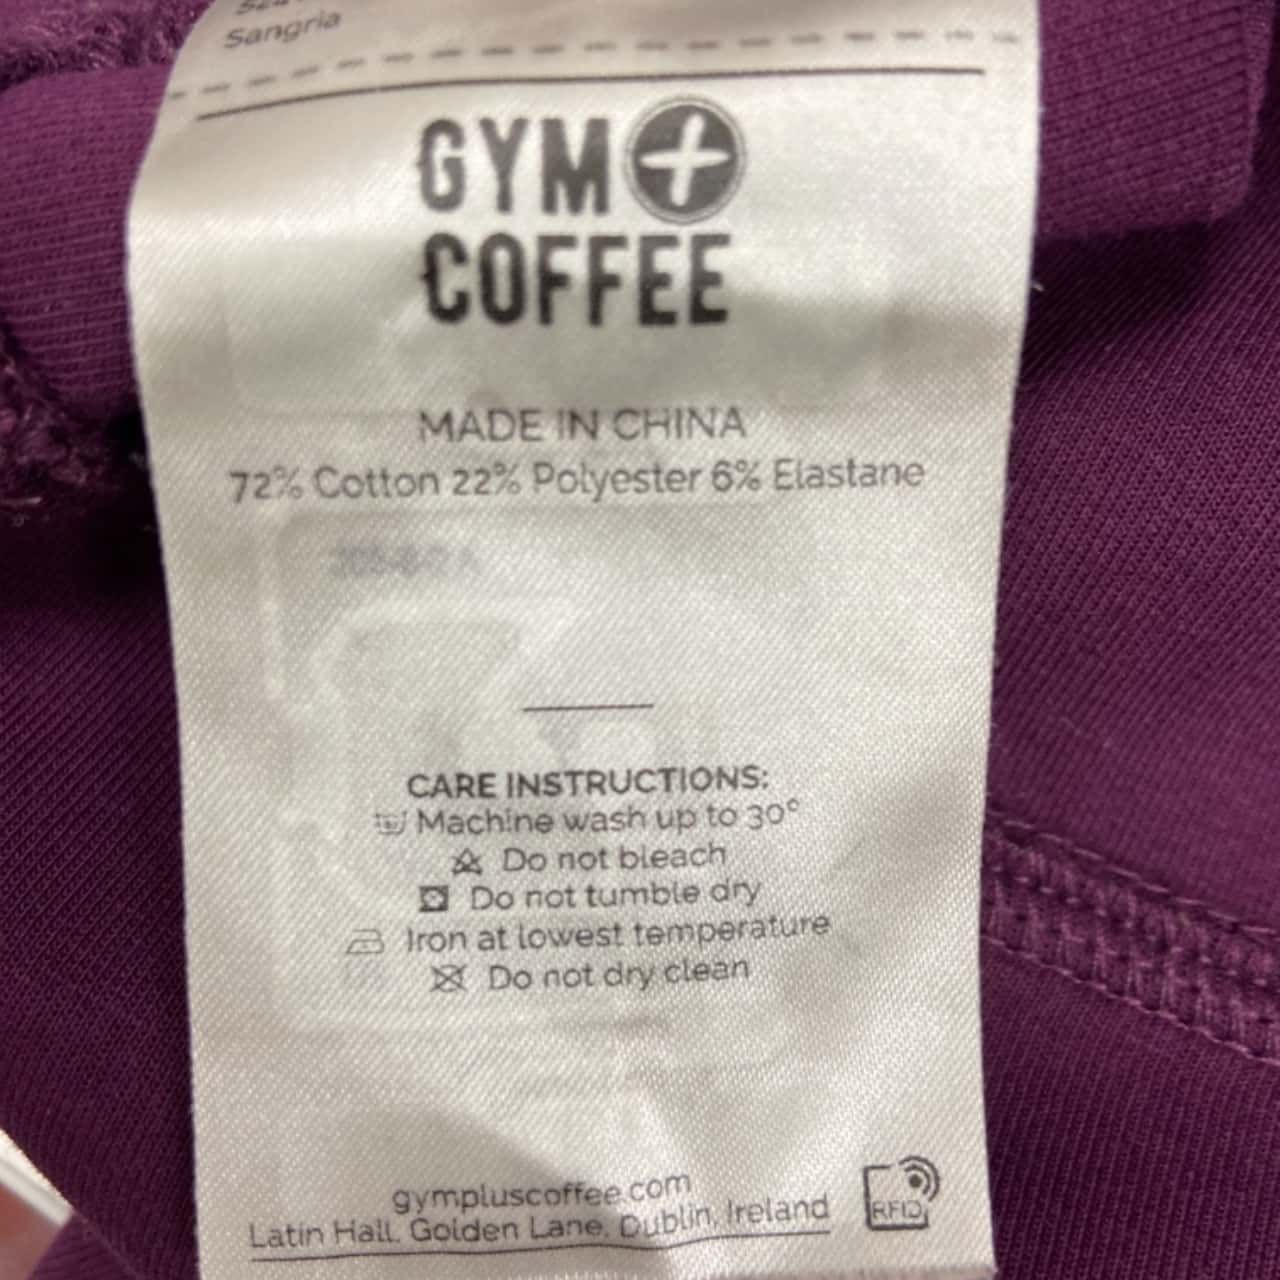 Sangria
GYM+
COFFEE
MADE IN CHINA
72% Cotton 22% Polyester 6% Elastane
CARE INSTRUCTIONS:
Machine wash up to 30°
Do not bleach
Do not tumble dry
Iron at lowest temperature
Do not dry clean
gympluscoffee.com
Latin Hall, Golden Lane, Dublin, Ireland
RFID